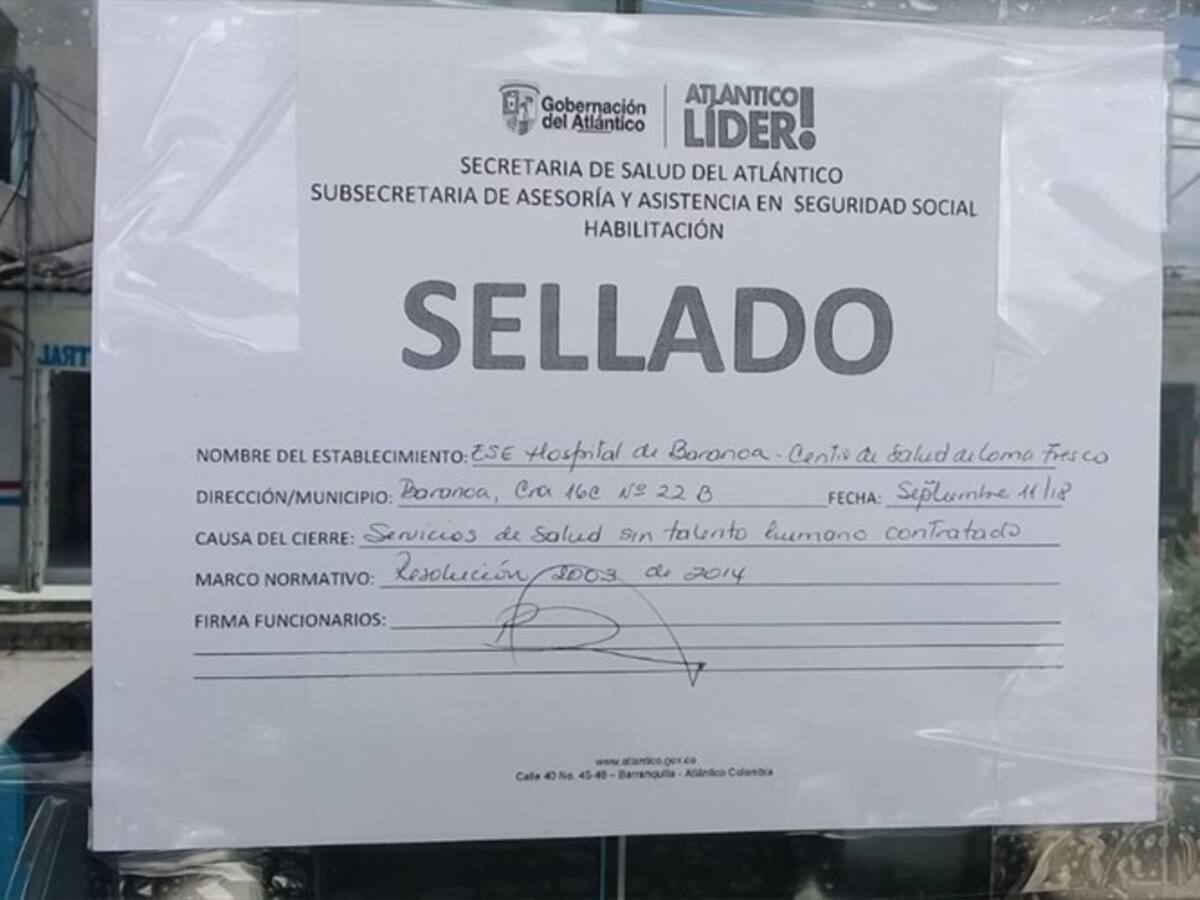 Gobernación
del Atlántico
ATLÁNTICO
LÍDER!
SECRETARIA DE SALUD DEL ATLÁNTICO
SUBSECRETARIA DE ASESORÍA Y ASISTENCIA EN SEGURIDAD SOCIAL
HABILITACIÓN
SELLADO
NOMBRE DEL ESTABLECIMIENTO: ESE Hospital de Baranoa - Centro de Salud de Loma Fresca
DIRECCIÓN/MUNICIPIO: Baranoa, Cra 16C Nº 22 B FECHA: Septiembre 11/18
CAUSA DEL CIERRE: Servicios de Salud sin talento humano contratado
MARCO NORMATIVO: Resolución 2003 de 2014
FIRMA FUNCIONARIOS:
www.atlantico.gov.co
Calle 40 No. 45-46 – Barranquilla - Atlántico Colombia